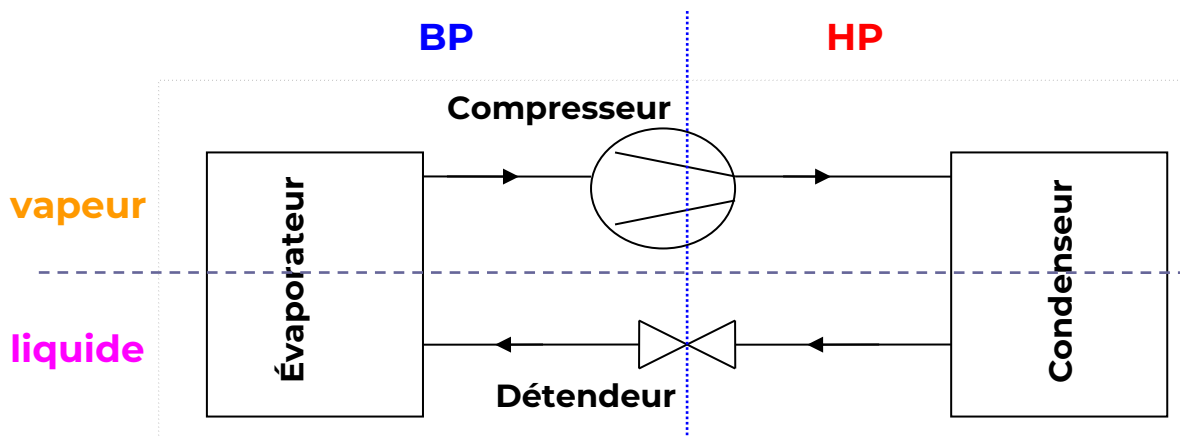 BP
HP
Compresseur
vapeur
Évaporateur
Condenseur
liquide
Détendeur